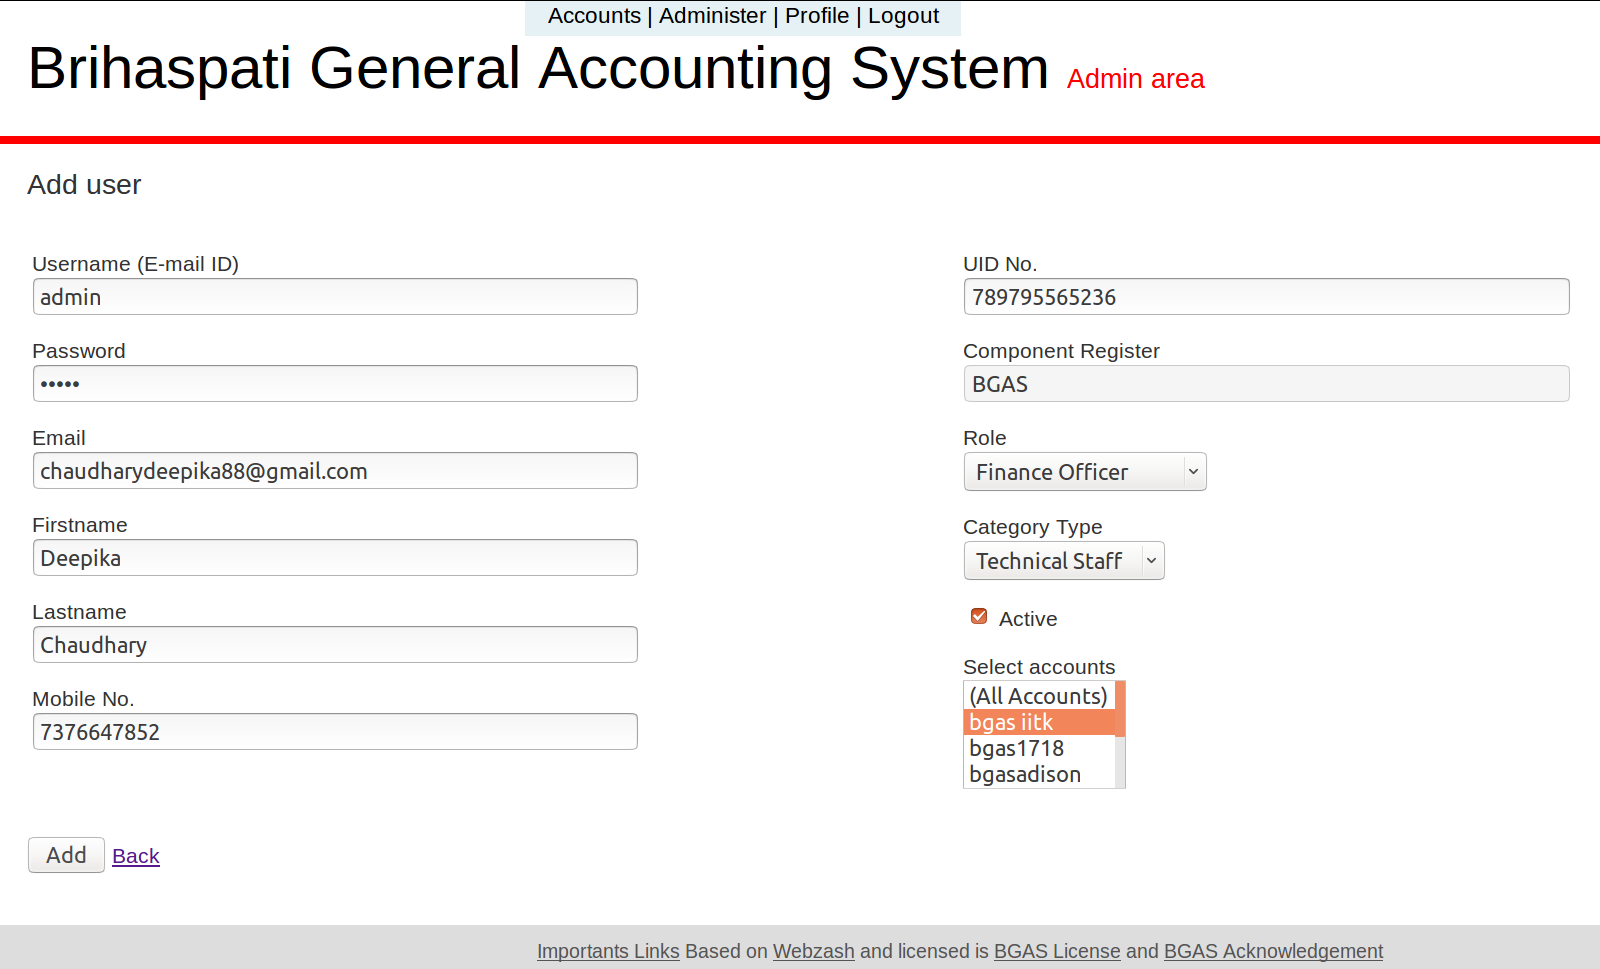 Accounts | Administer | Profile | Logout
Brihaspati General Accounting System Admin area
Add user
Username (E-mail ID)
admin
Password
•••••
Email
chaudharydeepika88@gmail.com
Firstname
Deepika
Lastname
Chaudhary
Mobile No.
7376647852
UID No.
789795565236
Component Register
BGAS
Role
Finance Officer
Category Type
Technical Staff
Active
Select accounts
(All Accounts)
bgas iitk
bgas1718
bgasadison
Add Back
Importants Links Based on Webzash and licensed is BGAS License and BGAS Acknowledgement